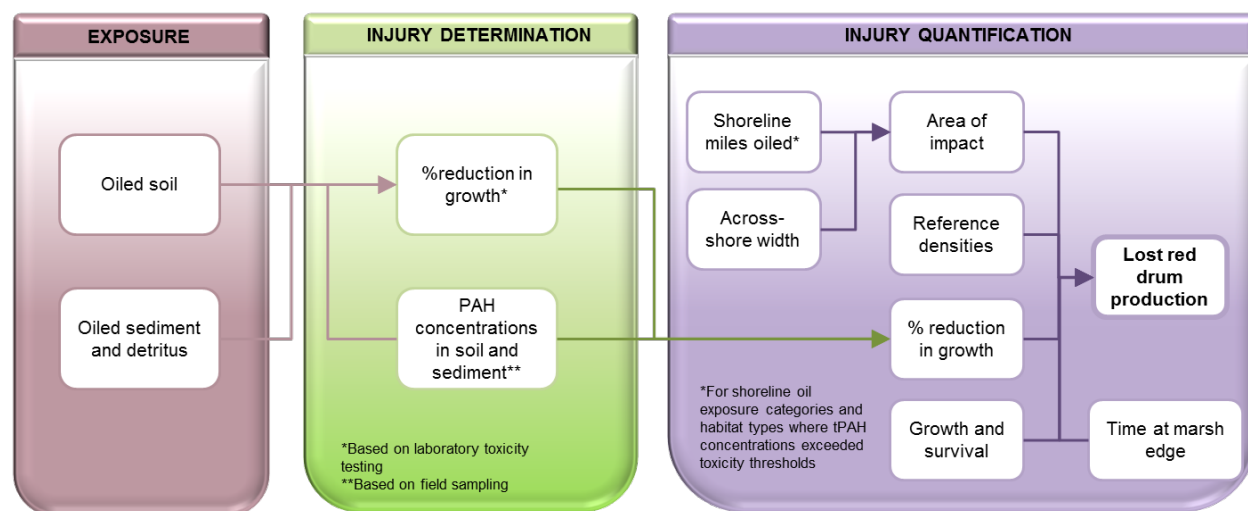 EXPOSURE
Oiled soil
Oiled sediment
and detritus
INJURY DETERMINATION
%reduction in
growth*
PAH
concentrations
in soil and
sediment**
*Based on laboratory toxicity
testing
**Based on field sampling
INJURY QUANTIFICATION
Shoreline
miles oiled*
Across-
shore width
Area of
impact
Reference
densities
% reduction
in growth
Growth and
survival
Lost red
drum
production
Time at marsh
edge
*For shoreline oil
exposure categories and
habitat types where tPAH
concentrations exceeded
toxicity thresholds